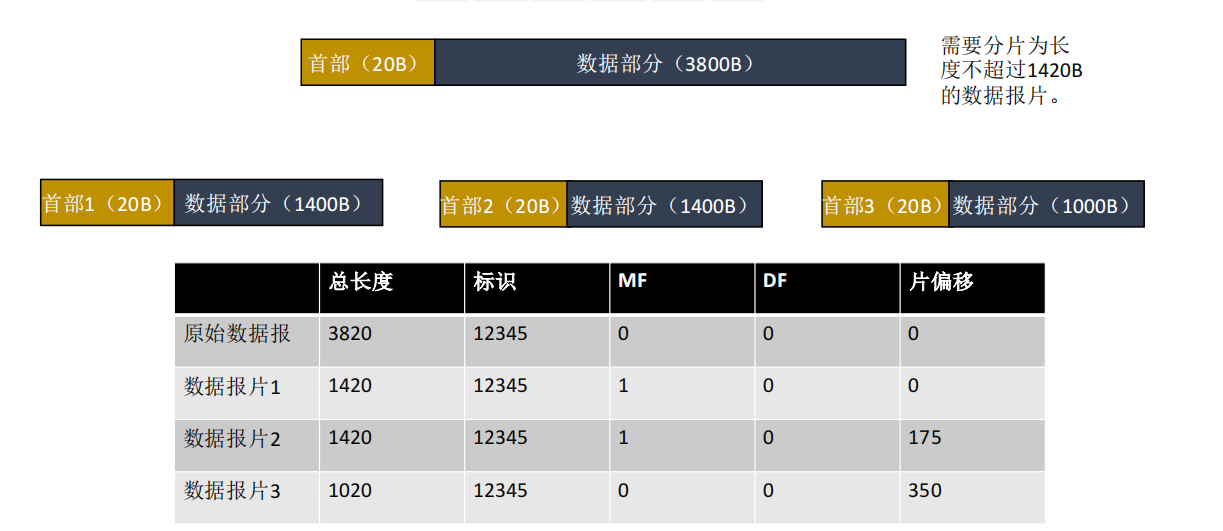 首部（20B）
数据部分（3800B）
需要分片为长
度不超过1420B
的数据报片。
首部1（20B）
数据部分（1400B）
首部2（20B）
数据部分（1400B）
首部3（20B）
数据部分（1000B）
总长度 标识 MF DF 片偏移
原始数据报 3820 12345 0 0 0
数据报片1 1420 12345 1 0 0
数据报片2 1420 12345 1 0 175
数据报片3 1020 12345 0 0 350